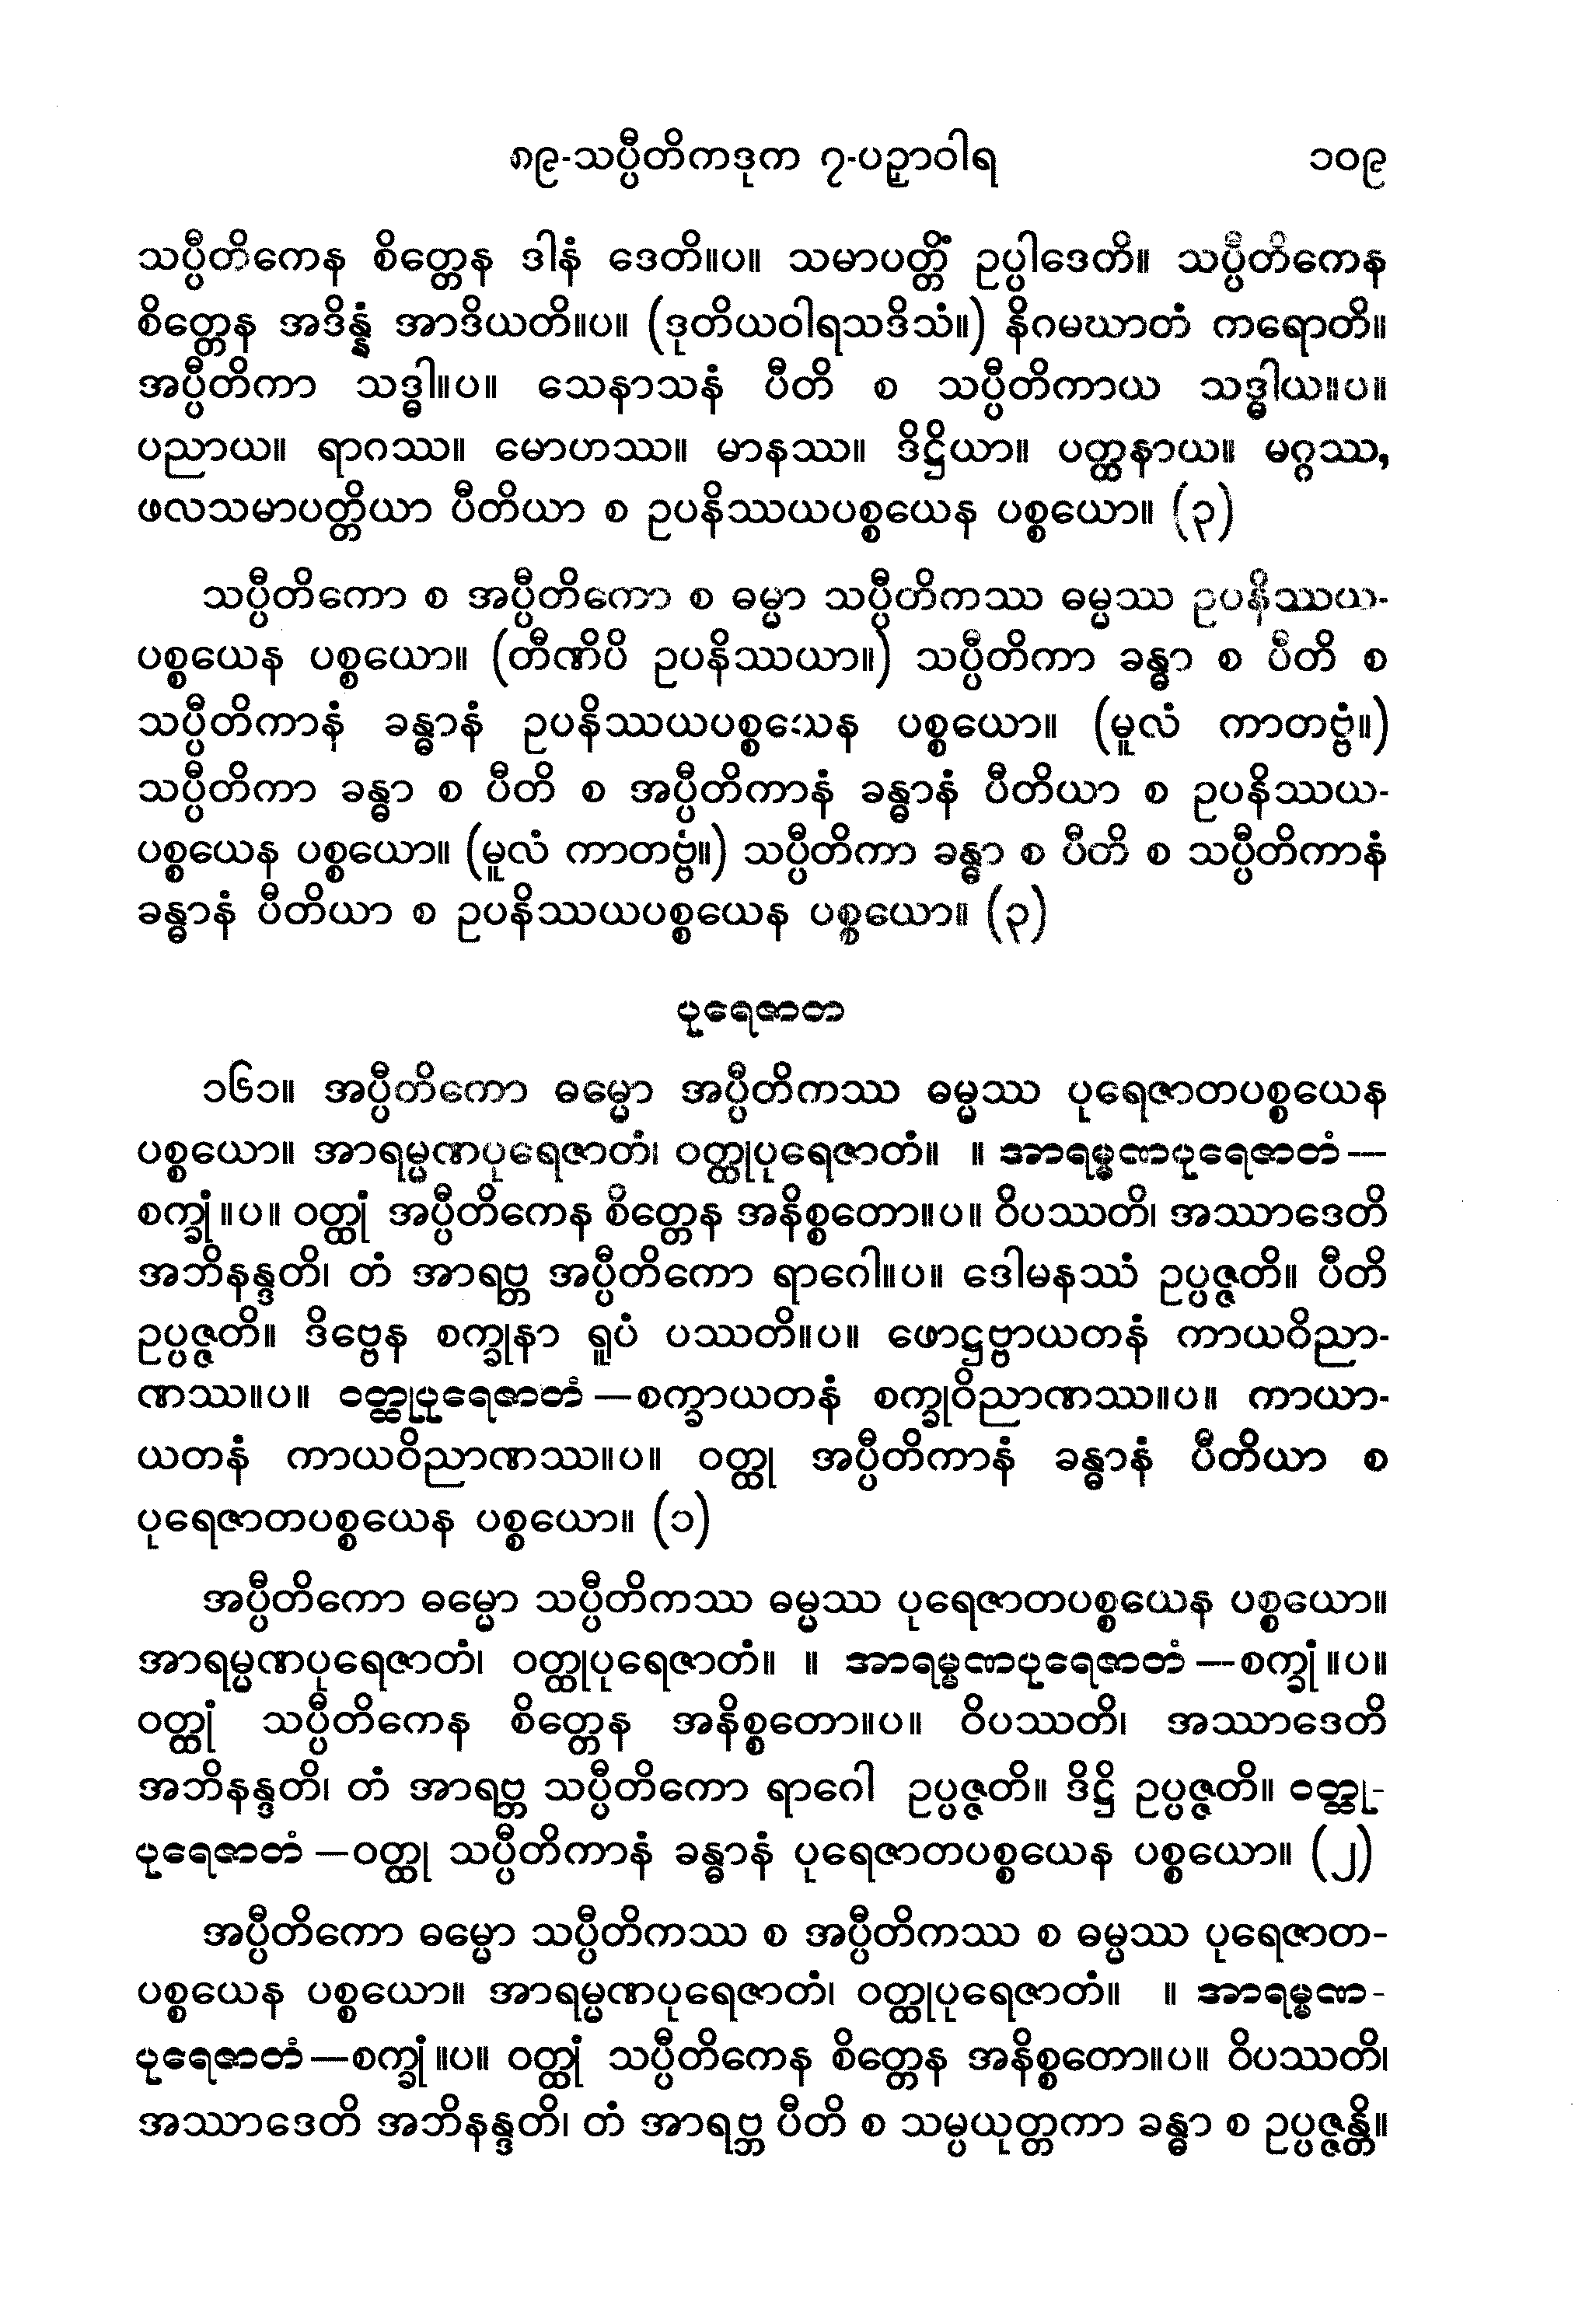 ၈၉-သပ္ပီတိကဒုက ၇-ပဉှာဝါရ ၁၀၉
သပ္ပီတိကေန စိတ္တေန ဒါနံ ဒေတိ။ပ။ သမာပတ္တိံ ဥပ္ပါဒေတိ။ သပ္ပီတိကေန
စိတ္တေန အဒိန္နံ အာဒိယတိ။ပ။ (ဒုတိယဝါရသဒိသံ။) နိဂမဃာတံ ကရောတိ။
အပ္ပီတိကာ သဒ္ဓါ။ပ။ သေနာသနံ ပီတိ စ သပ္ပီတိကာယ သဒ္ဓါယ။ပ။
ပညာယ။ ရာဂဿ။ မောဟဿ။ မာနဿ။ ဒိဋ္ဌိယာ။ ပတ္ထနာယ။ မဂ္ဂဿ,
ဖလသမာပတ္တိယာ ပီတိယာ စ ဥပနိဿယပစ္စယေန ပစ္စယော။ (၃)
သပ္ပီတိကော စ အပ္ပီတိကော စ ဓမ္မာ သပ္ပီတိကဿ ဓမ္မဿ ဥပနိဿယ-
ပစ္စယေန ပစ္စယော။ (တီဏိပိ ဥပနိဿယာ။) သပ္ပီတိကာ ခန္ဓာ စ ပီတိ စ
သပ္ပီတိကာနံ ခန္ဓာနံ ဥပနိဿယပစ္စယေန ပစ္စယော။ (မူလံ ကာတဗ္ဗံ။)
သပ္ပီတိကာ ခန္ဓာ စ ပီတိ စ အပ္ပီတိကာနံ ခန္ဓာနံ ပီတိယာ စ ဥပနိဿယ-
ပစ္စယေန ပစ္စယော။ (မူလံ ကာတဗ္ဗံ။) သပ္ပီတိကာ ခန္ဓာ စ ပီတိ စ သပ္ပီတိကာနံ
ခန္ဓာနံ ပီတိယာ စ ဥပနိဿယပစ္စယေန ပစ္စယော။ (၃)
ပုရေဇာတ
၁၆၁။ အပ္ပီတိကော ဓမ္မော အပ္ပီတိကဿ ဓမ္မဿ ပုရေဇာတပစ္စယေန
ပစ္စယော။ အာရမ္မဏပုရေဇာတံ၊ ဝတ္ထုပုရေဇာတံ။ ။ အာရမ္မဏပုရေဇာတံ —
စက္ခုံ။ပ။ ဝတ္ထုံ အပ္ပီတိကေန စိတ္တေန အနိစ္စတော။ပ။ ဝိပဿတိ၊ အဿာဒေတိ
အဘိနန္ဒတိ၊ တံ အာရဗ္ဘ အပ္ပီတိကော ရာဂေါ။ပ။ ဒေါမနဿံ ဥပ္ပဇ္ဇတိ။ ပီတိ
ဥပ္ပဇ္ဇတိ။ ဒိဗ္ဗေန စက္ခုနာ ရူပံ ပဿတိ။ပ။ ဖောဋ္ဌဗ္ဗာယတနံ ကာယဝိညာ-
ဏဿ။ပ။ ဝတ္ထုပုရေဇာတံ —စက္ခာယတနံ စက္ခုဝိညာဏဿ။ပ။ ကာယာ-
ယတနံ ကာယဝိညာဏဿ။ပ။ ဝတ္ထု အပ္ပီတိကာနံ ခန္ဓာနံ ပီတိယာ စ
ပုရေဇာတပစ္စယေန ပစ္စယော။ (၁)
အပ္ပီတိကော ဓမ္မော သပ္ပီတိကဿ ဓမ္မဿ ပုရေဇာတပစ္စယေန ပစ္စယော။
အာရမ္မဏပုရေဇာတံ၊ ဝတ္ထုပုရေဇာတံ။ ။ အာရမ္မဏပုရေဇာတံ —စက္ခုံ။ပ။
ဝတ္ထုံ သပ္ပီတိကေန စိတ္တေန အနိစ္စတော။ပ။ ဝိပဿတိ၊ အဿာဒေတိ
အဘိနန္ဒတိ၊ တံ အာရဗ္ဘ သပ္ပီတိကော ရာဂေါ ဥပ္ပဇ္ဇတိ။ ဒိဋ္ဌိ ဥပ္ပဇ္ဇတိ။ ဝတ္ထု-
ပုရေဇာတံ —ဝတ္ထု သပ္ပီတိကာနံ ခန္ဓာနံ ပုရေဇာတပစ္စယေန ပစ္စယော။ (၂)
အပ္ပီတိကော ဓမ္မော သပ္ပီတိကဿ စ အပ္ပီတိကဿ စ ဓမ္မဿ ပုရေဇာတ-
ပစ္စယေန ပစ္စယော။ အာရမ္မဏပုရေဇာတံ၊ ဝတ္ထုပုရေဇာတံ။ ။ အာရမ္မဏ-
ပုရေဇာတံ—စက္ခုံ။ပ။ ဝတ္ထုံ သပ္ပီတိကေန စိတ္တေန အနိစ္စတော။ပ။ ဝိပဿတိ၊
အဿာဒေတိ အဘိနန္ဒတိ၊ တံ အာရဗ္ဘ ပီတိ စ သမ္ပယုတ္တကာ ခန္ဓာ စ ဥပ္ပဇ္ဇန္တိ။